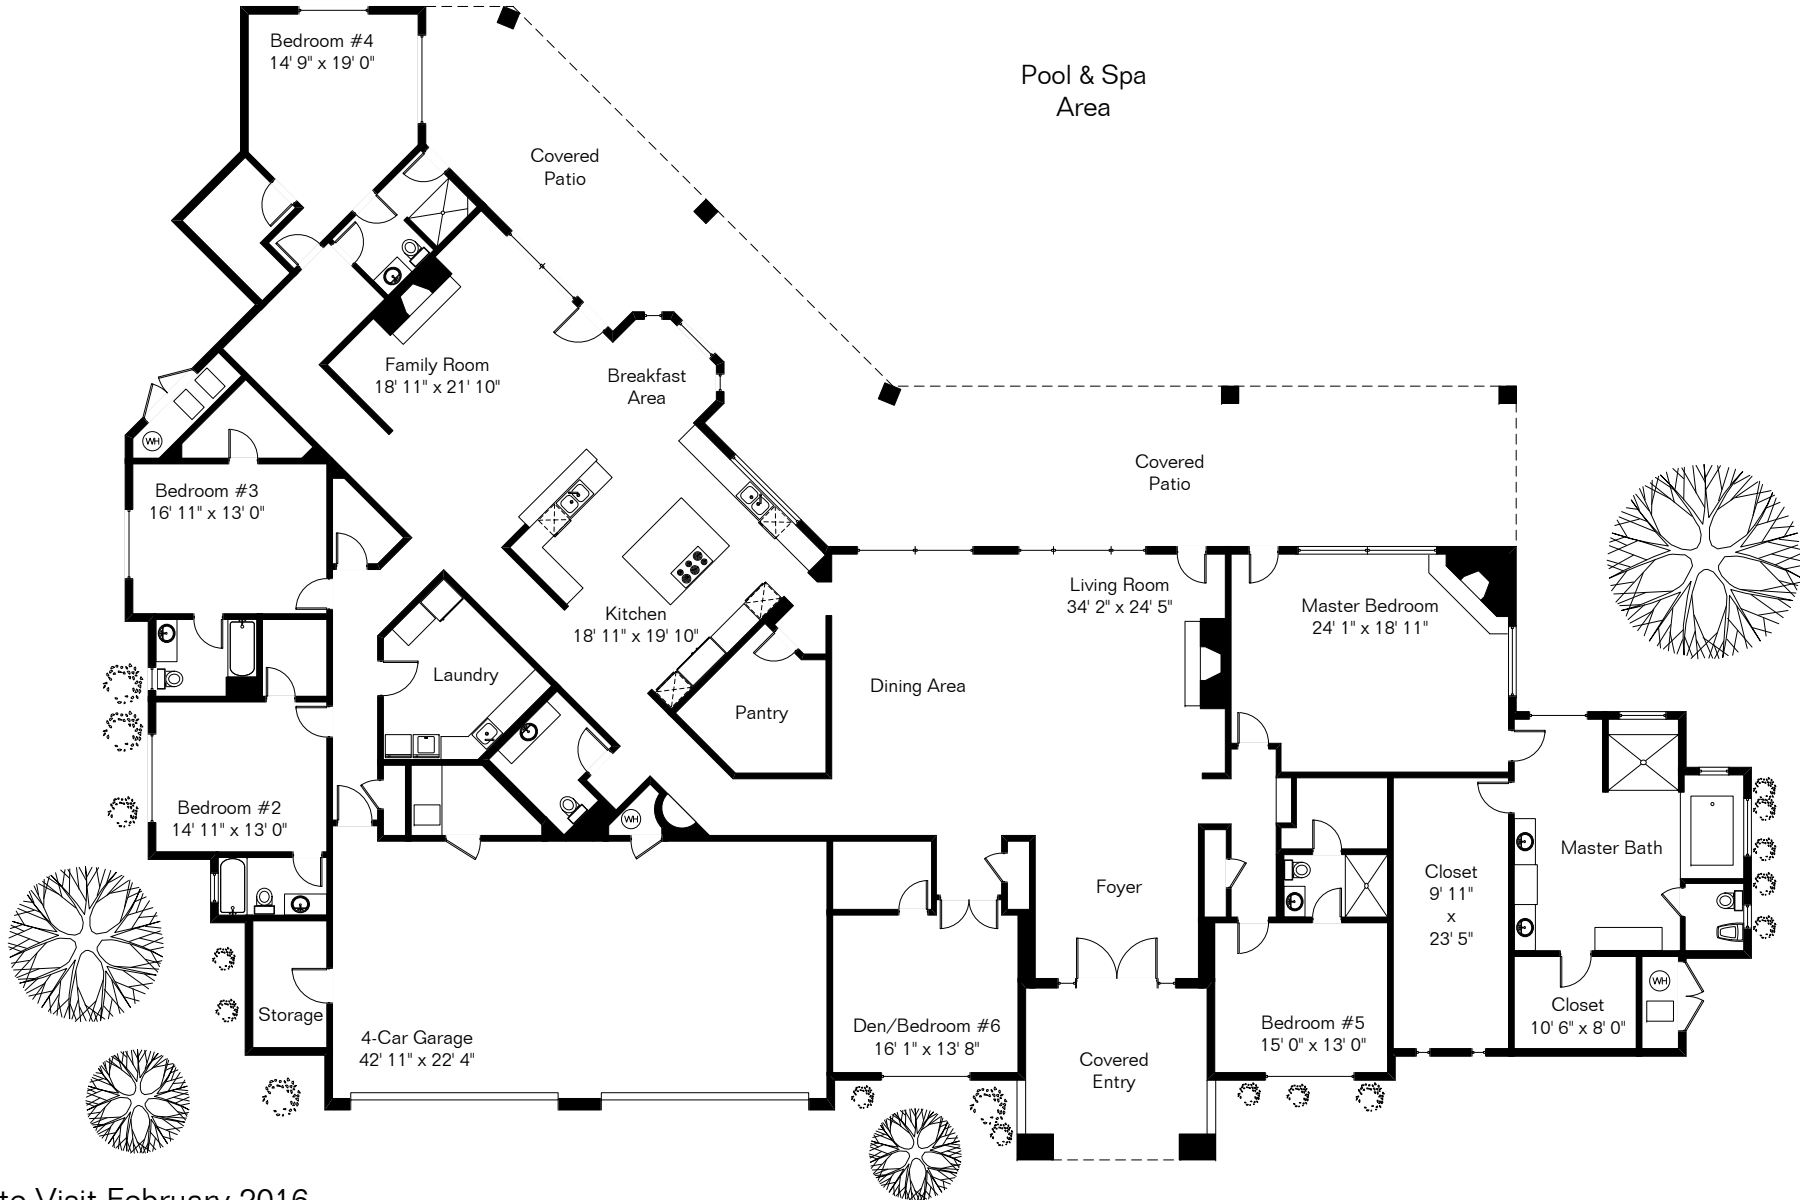 Bedroom #4
14' 9" x 19' 0"
Pool & Spa
Area
Covered
Patio
Family Room
18' 11" x 21' 10"
Breakfast
Area
WH
Bedroom #3
16' 11" x 13' 0"
Covered
Patio
Living Room
34' 2" x 24' 5"
Master Bedroom
24' 1" x 18' 11"
Kitchen
18' 11" x 19' 10"
Laundry
Dining Area
Pantry
Bedroom #2
14' 11" x 13' 0"
WH
Foyer
Closet
9' 11"
x
23' 5"
Master Bath
Storage
4-Car Garage
42' 11" x 22' 4"
Den/Bedroom #6
16' 1" x 13' 8"
Covered
Entry
Bedroom #5
15' 0" x 13' 0"
Closet
10' 6" x 8' 0"
WH
Visit February 2016